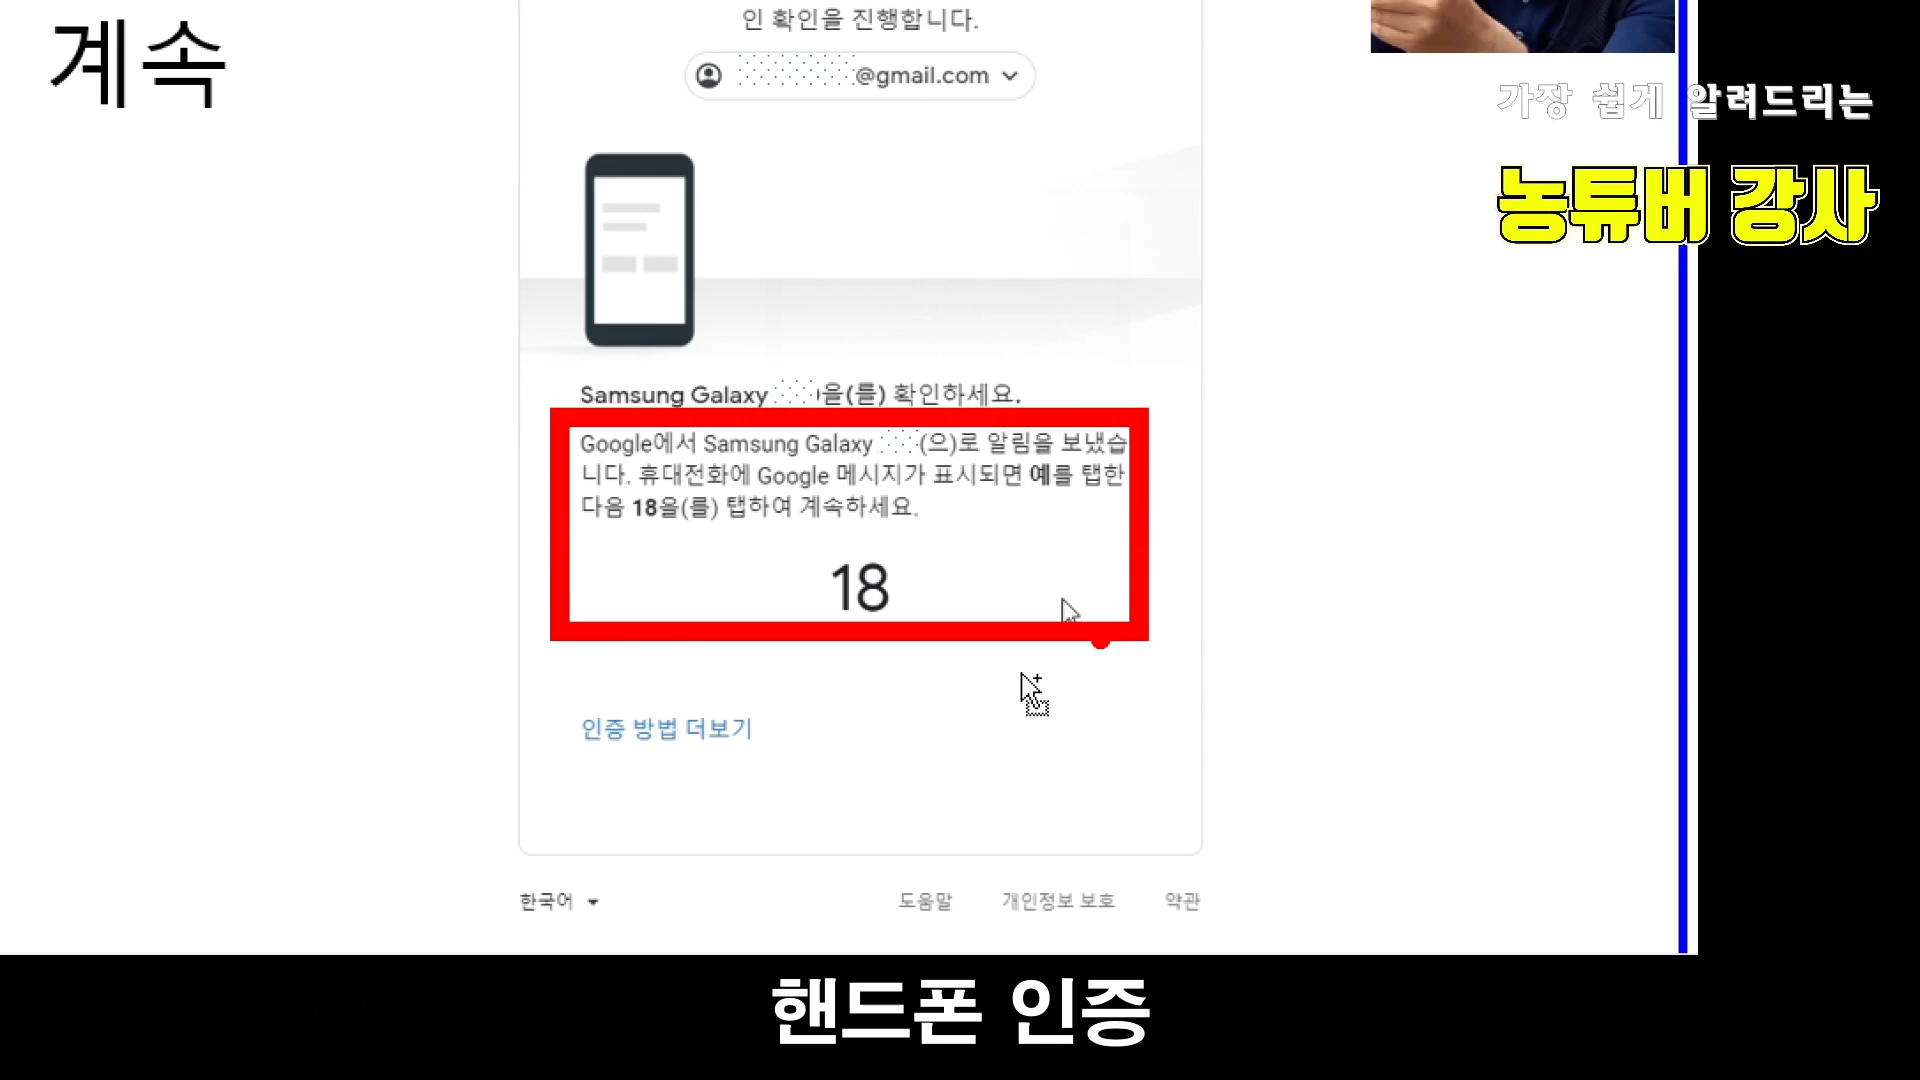 계속
인 확인을 진행합니다.
@gmail.com
가장 쉽게 알려드리는
농튜버 강사
Samsung Galaxy 을(를) 확인하세요.
Google에서 Samsung Galaxy (으)로 알림을 보냈습
니다. 휴대전화에 Google 메시지가 표시되면 예를 탭한
다음 18을(를) 탭하여 계속하세요.
18
인증 방법 더보기
한국어
도움말 개인정보 보호 약관
핸드폰 인증